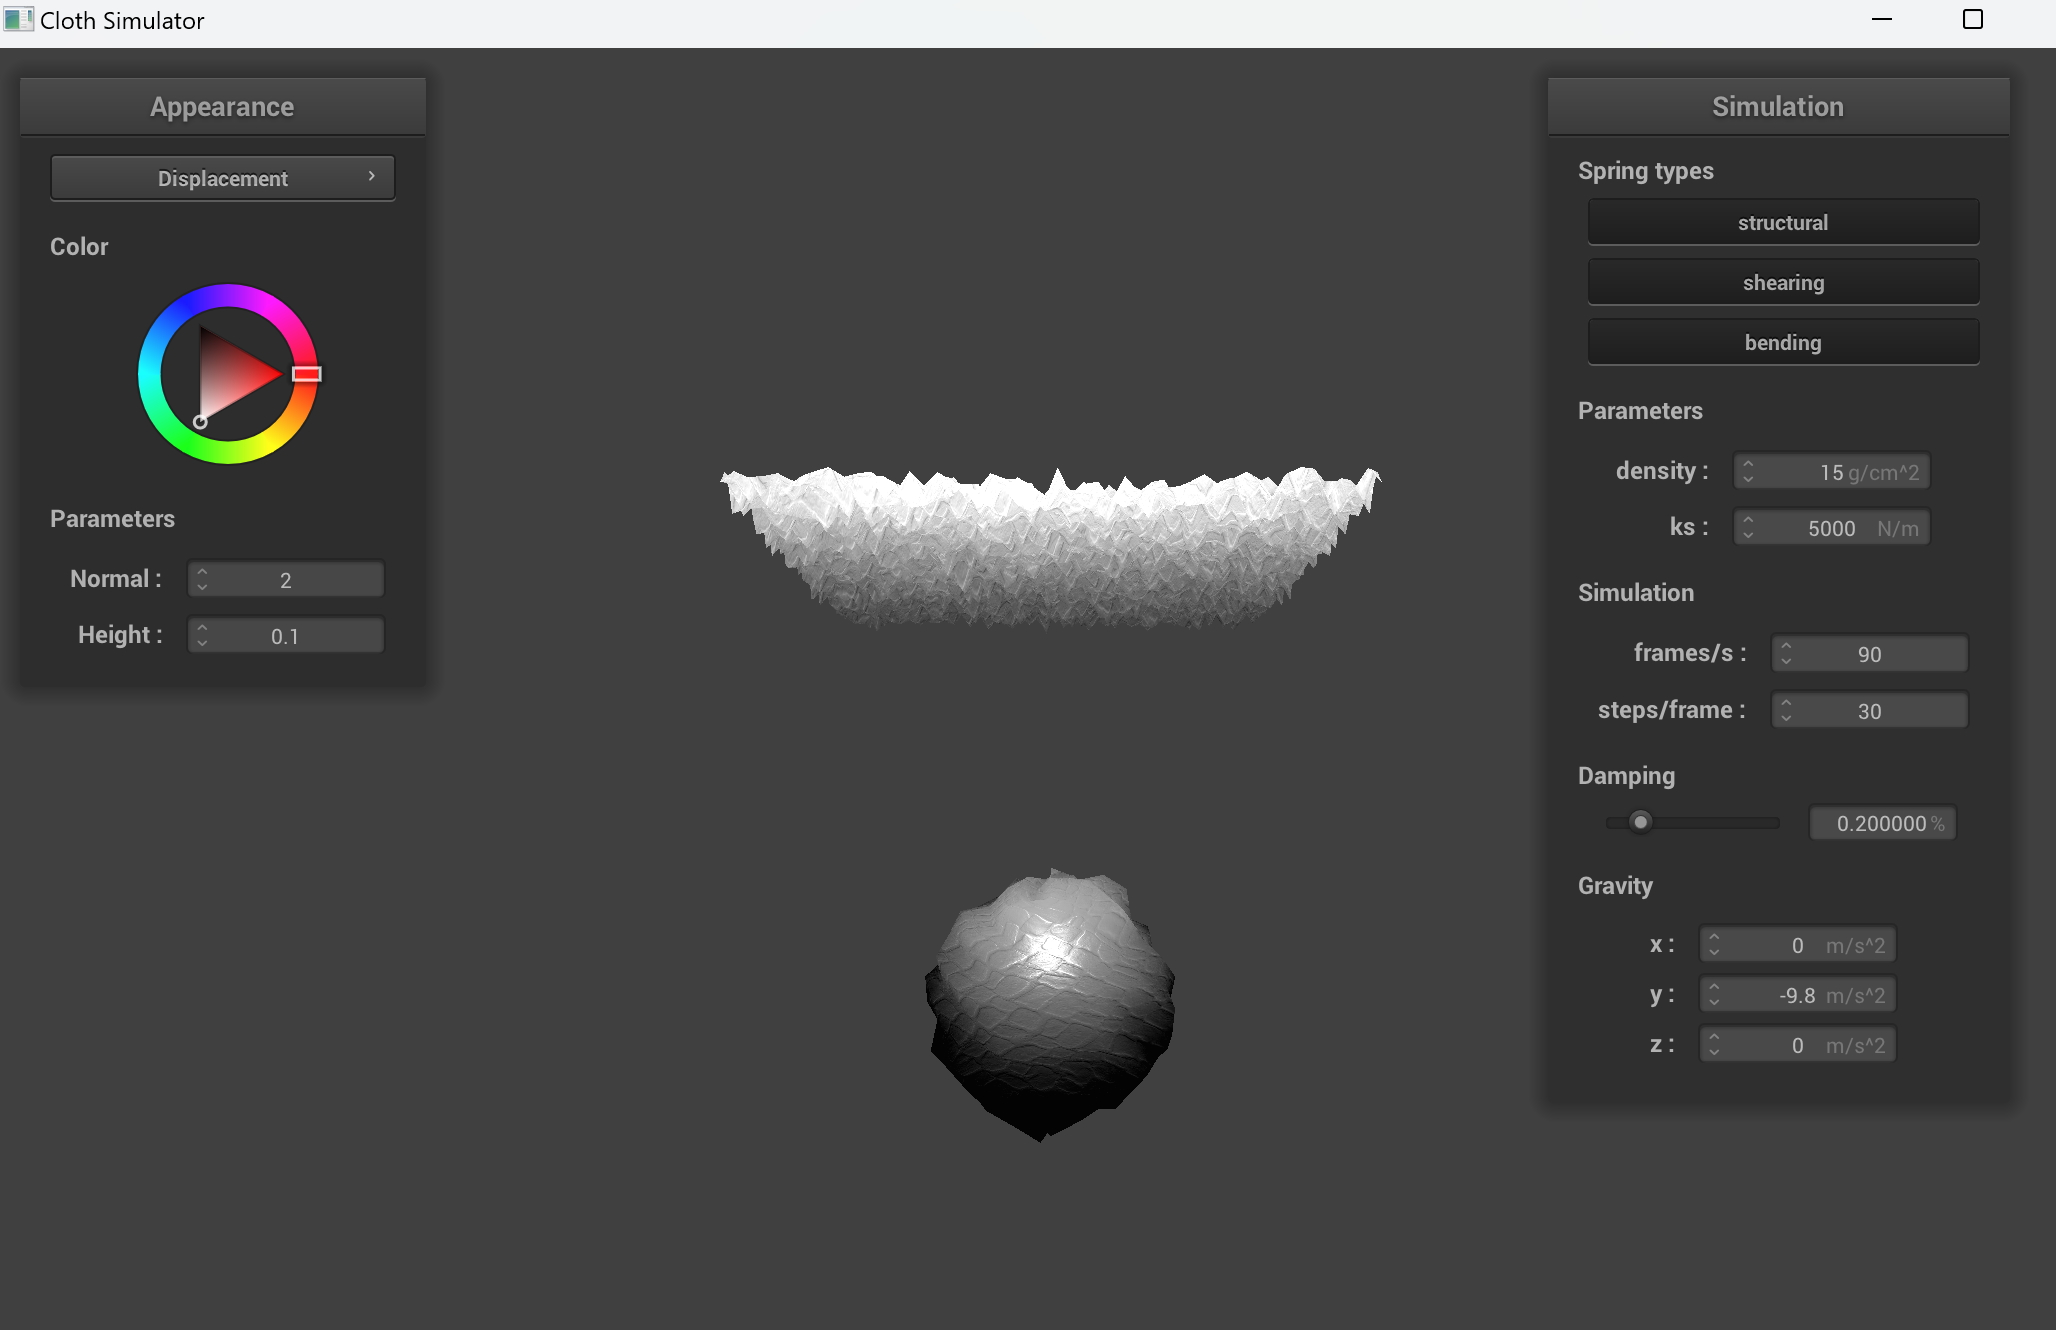 Cloth Simulator
Appearance
Displacement
Color
Parameters
Normal : 2
Height : 0.1
Simulation
Spring types
structural
shearing
bending
Parameters
density : 15 g/cm^2
ks : 5000 N/m
Simulation
frames/s : 90
steps/frame : 30
Damping
0.200000 %
Gravity
x : 0 m/s^2
y : -9.8 m/s^2
z : 0 m/s^2